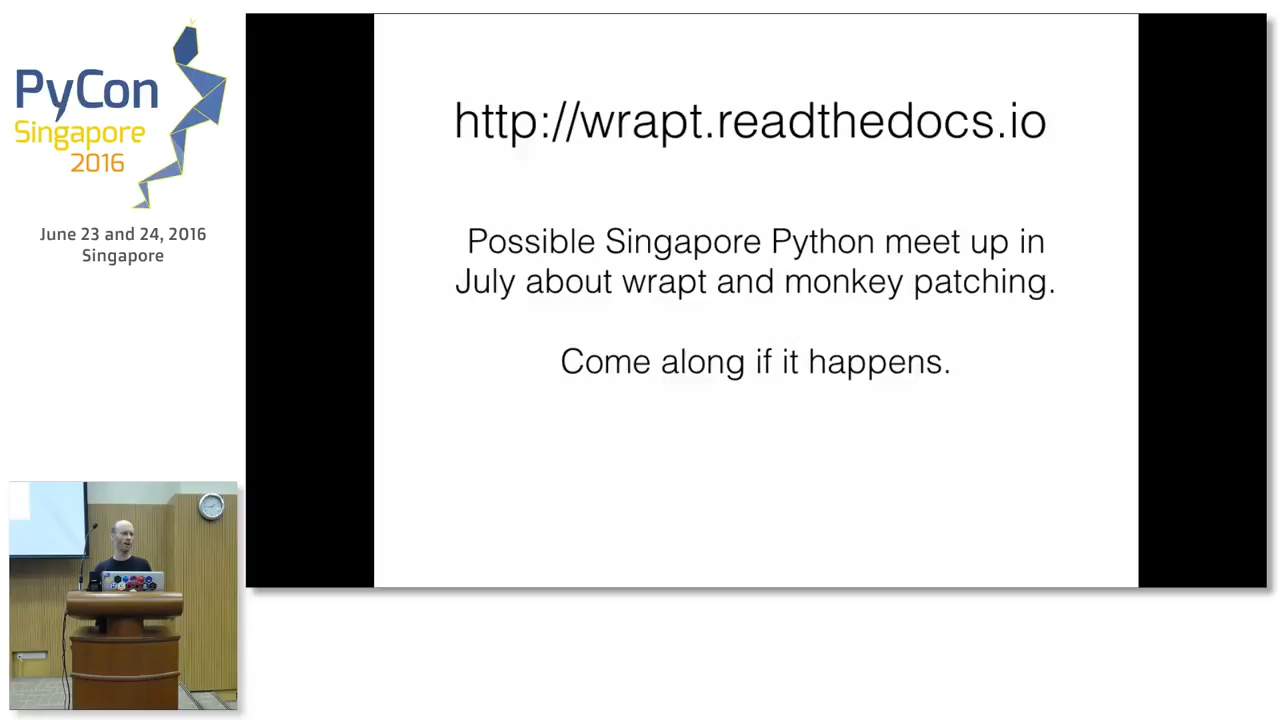 PyCon
Singapore
2016
June 23 and 24, 2016
Singapore
http://wrapt.readthedocs.io
Possible Singapore Python meet up in
July about wrapt and monkey patching.
Come along if it happens.